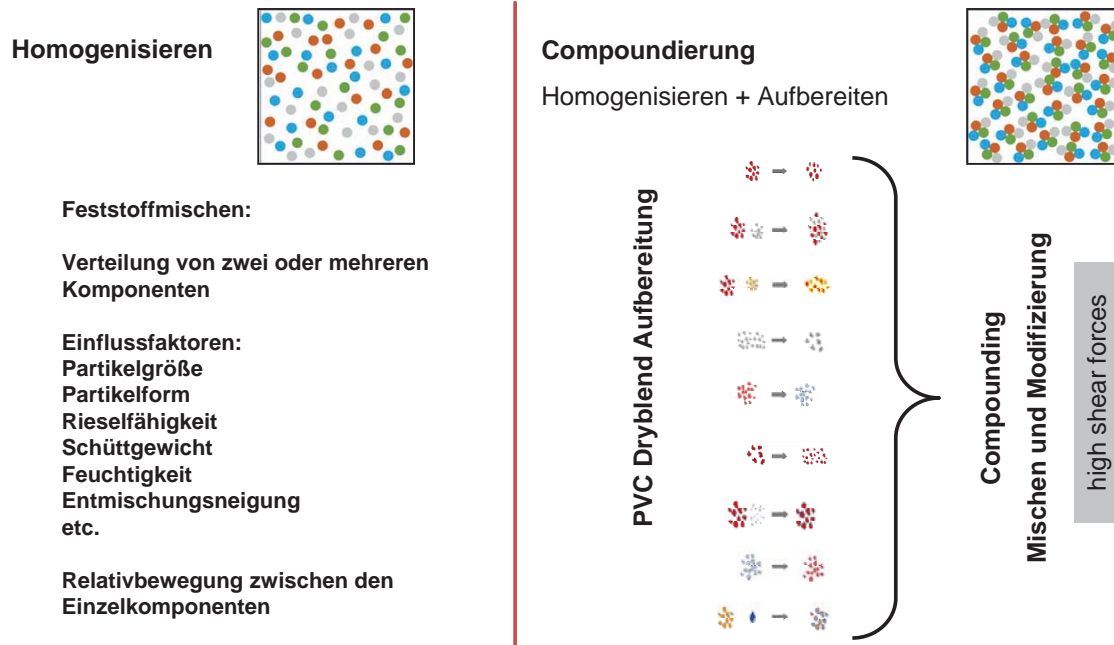 Homogenisieren
Feststoffmischen:
Verteilung von zwei oder mehreren
Komponenten
Einflussfaktoren:
Partikelgröße
Partikelform
Rieselfähigkeit
Schüttgewicht
Feuchtigkeit
Entmischungsneigung
etc.
Relativbewegung zwischen den
Einzelkomponenten
Compoundierung
Homogenisieren + Aufbereiten
PVC Dryblend Aufbereitung
Compounding
Mischen und Modifizierung
high shear forces